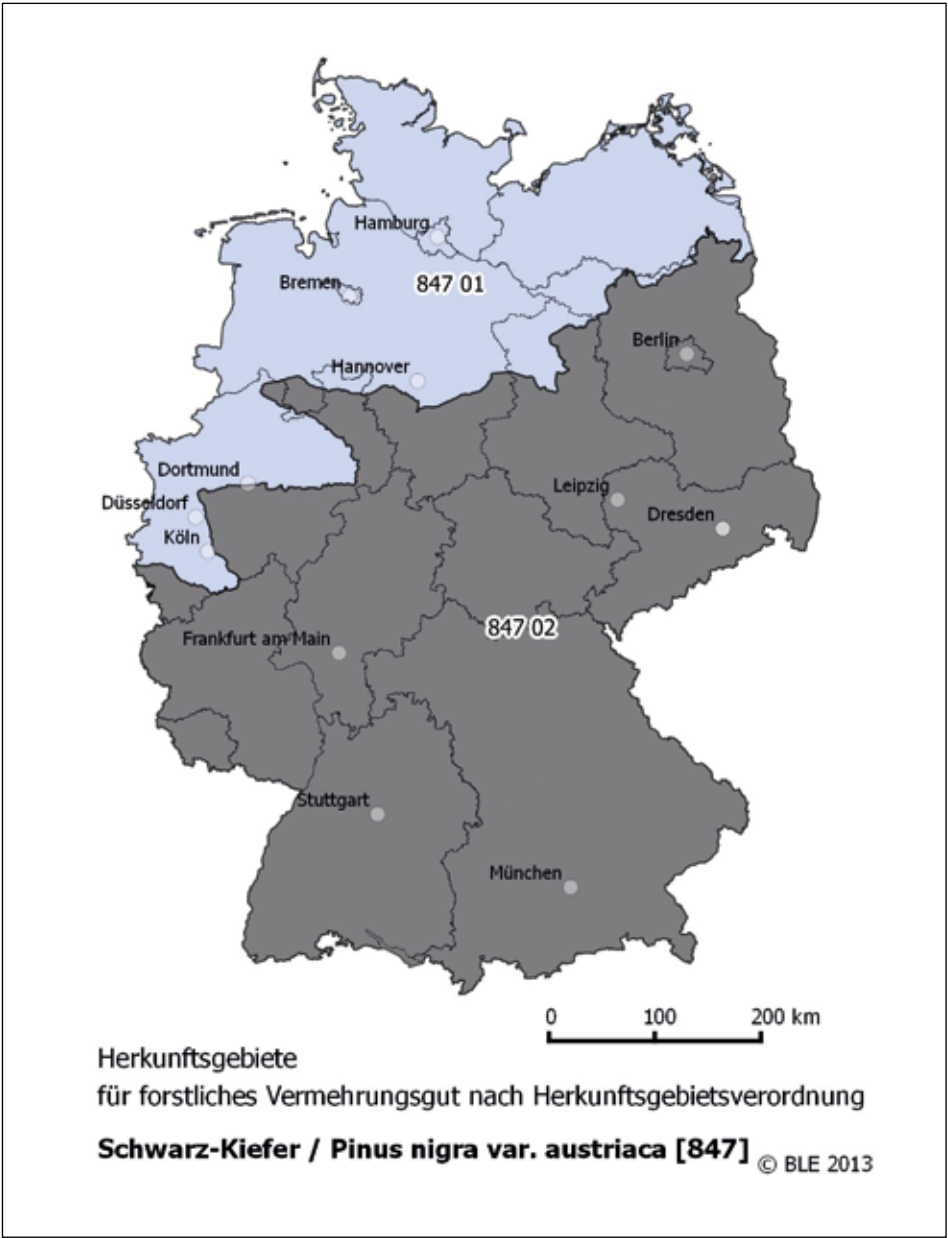 Hamburg
847 01
Bremen
Hannover
Berlin
Dortmund
Leipzig
Düsseldorf
Dresden
Köln
847 02
Frankfurt am Main
Stuttgart
München
0 100 200 km
Herkunftsgebiete
für forstliches Vermehrungsgut nach Herkunftsgebietsverordnung
Schwarz-Kiefer / Pinus nigra var. austriaca [847] © BLE 2013